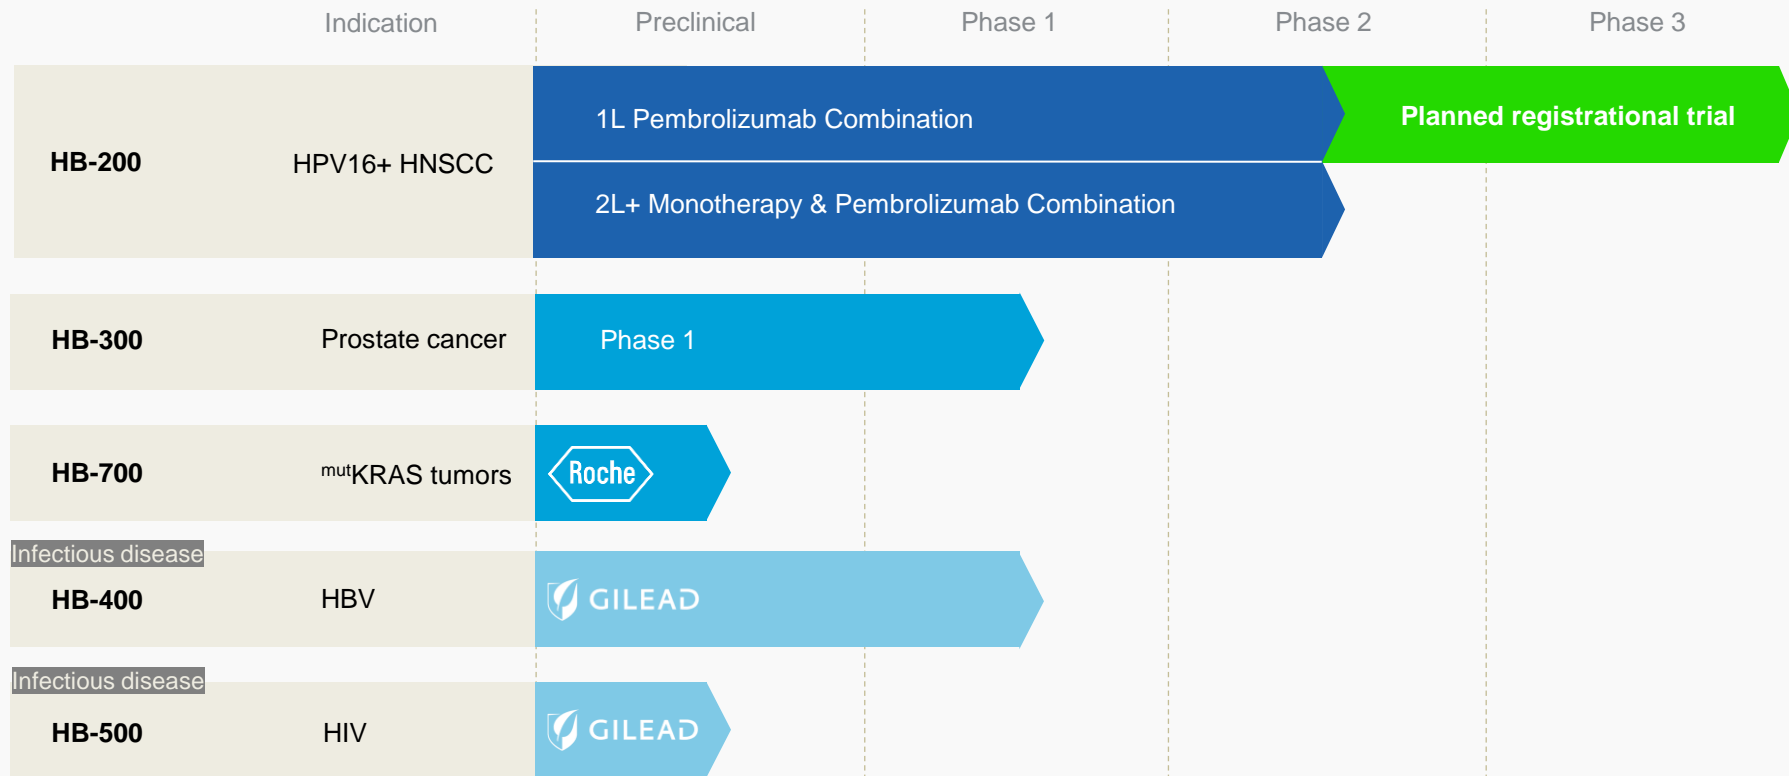 Indication Preclinical Phase 1 Phase 2 Phase 3
HB-200 HPV16+ HNSCC
1L Pembrolizumab Combination Planned registrational trial
2L+ Monotherapy & Pembrolizumab Combination
HB-300 Prostate cancer Phase 1
HB-700 mutKRAS tumors Roche
Infectious disease
HB-400 HBV GILEAD
Infectious disease
HB-500 HIV GILEAD